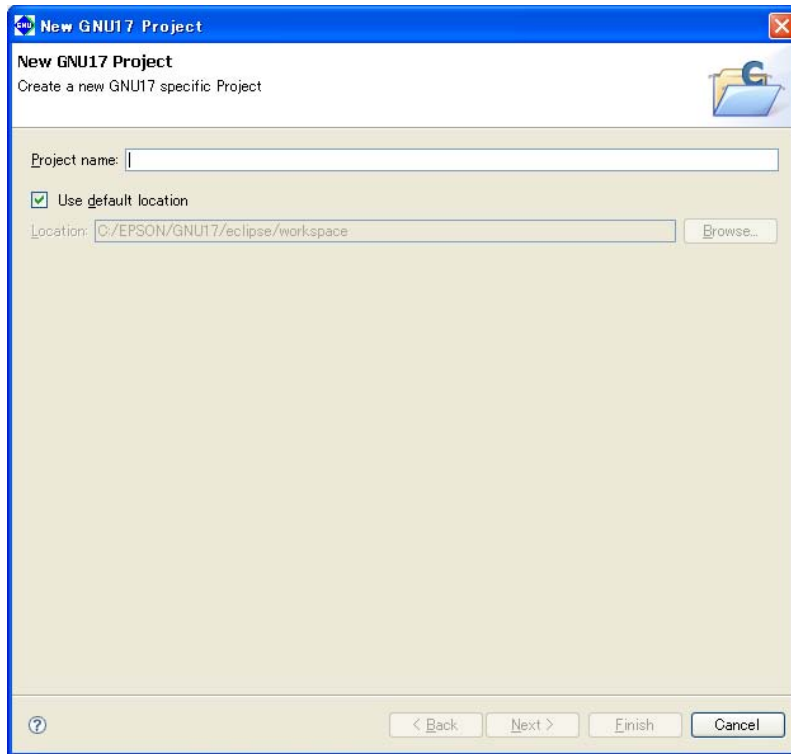 GNU New GNU17 Project
New GNU17 Project
Create a new GNU17 specific Project
C
Project name:
Use default location
Location: C:/EPSON/GNU17/eclipse/workspace Browse...
? < Back Next > Finish Cancel